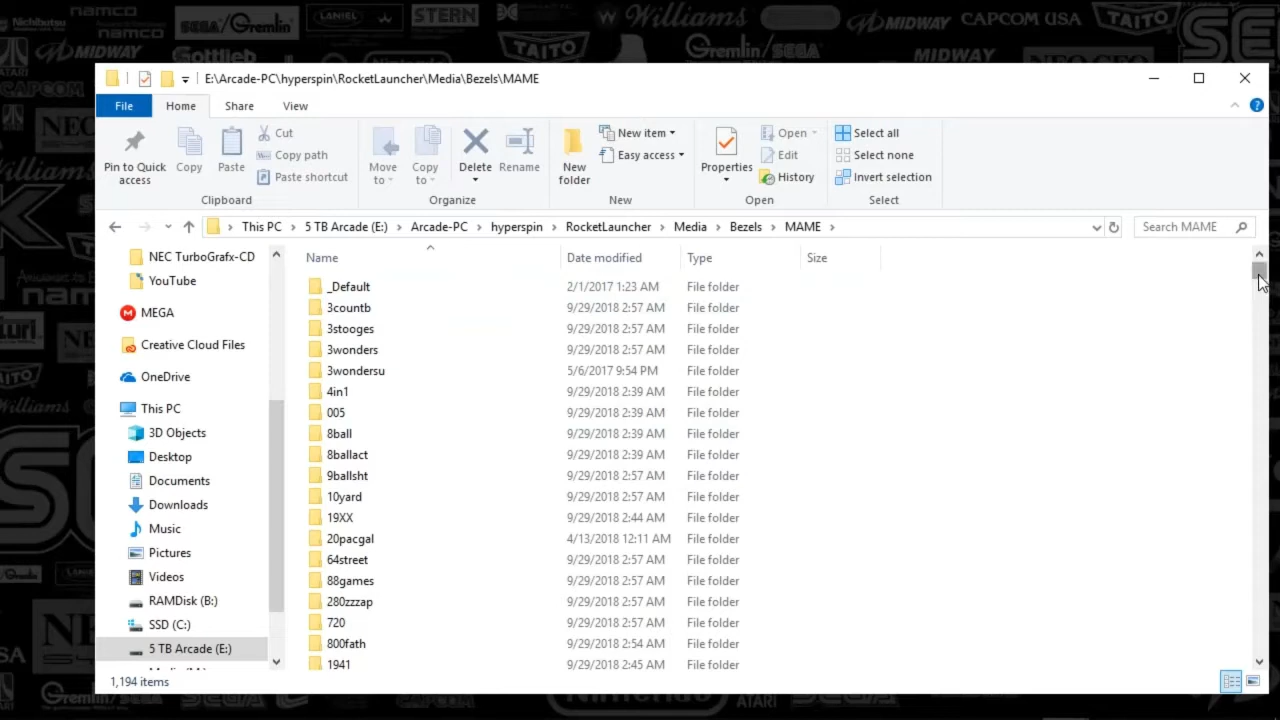 Nichibutsu
namco
namco
SEGA/Gremlin
LANIEL
STERN
Williams
MIDWAY
CAPCOM USA
TAITO
SE
MIDWAY
Gottlieb
TAITO
Gremlin/SEGA
MIDWAY
CAPCOM
E:\Arcade-PC\hyperspin\RocketLauncher\Media\Bezels\MAME
File
Home
Share
View
Pin to Quick access
Copy
Paste
Cut
Copy path
Paste shortcut
Clipboard
Move to
Copy to
Delete
Rename
Organize
New folder
New item
Easy access
New
Properties
Open
Edit
History
Open
Select all
Select none
Invert selection
Select
This PC > 5 TB Arcade (E:) > Arcade-PC > hyperspin > RocketLauncher > Media > Bezels > MAME >
Search MAME
NEC TurboGrafx-CD
YouTube
MEGA
Creative Cloud Files
OneDrive
This PC
3D Objects
Desktop
Documents
Downloads
Music
Pictures
Videos
RAMDisk (B:)
SSD (C:)
5 TB Arcade (E:)
Name Date modified Type Size
_Default 2/1/2017 1:23 AM File folder
3countb 9/29/2018 2:57 AM File folder
3stooges 9/29/2018 2:57 AM File folder
3wonders 9/29/2018 2:57 AM File folder
3wondersu 5/6/2017 9:54 PM File folder
4in1 9/29/2018 2:39 AM File folder
005 9/29/2018 2:39 AM File folder
8ball 9/29/2018 2:39 AM File folder
8ballact 9/29/2018 2:39 AM File folder
9ballsht 9/29/2018 2:57 AM File folder
10yard 9/29/2018 2:57 AM File folder
19XX 9/29/2018 2:44 AM File folder
20pacgal 4/13/2018 12:11 AM File folder
64street 9/29/2018 2:57 AM File folder
88games 9/29/2018 2:57 AM File folder
280zzzap 9/29/2018 2:57 AM File folder
720 9/29/2018 2:57 AM File folder
800fath 9/29/2018 2:54 AM File folder
1941 9/29/2018 2:45 AM File folder
1,194 items
Gremlin/SEGA
Nintendo
ATARI